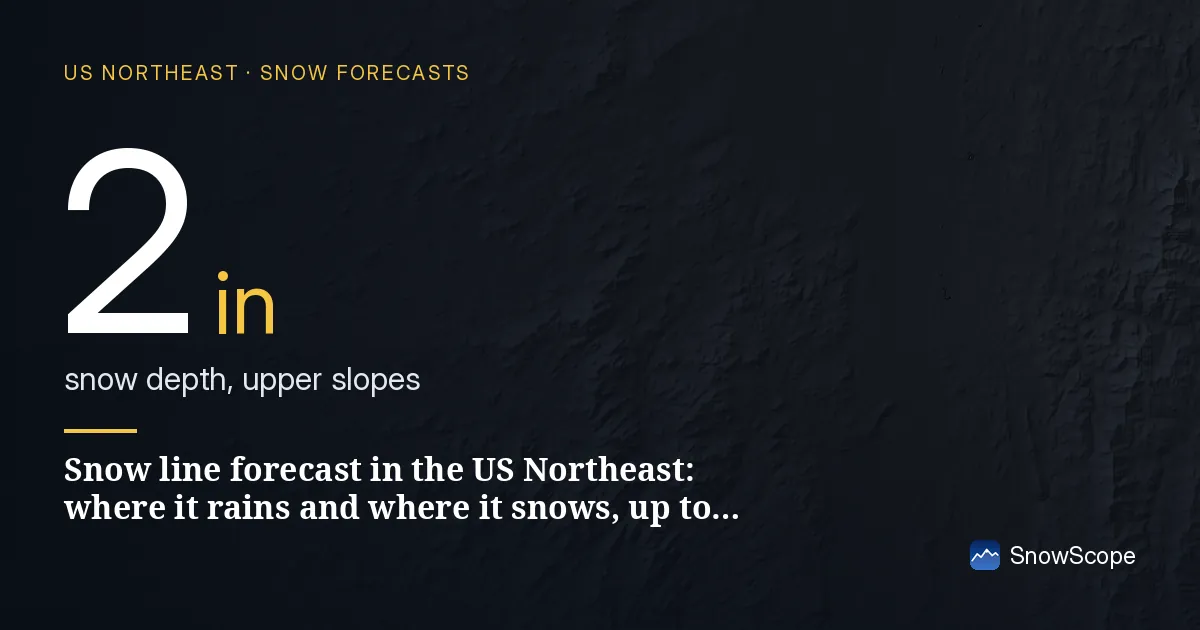 US NORTHEAST · SNOW FORECASTS
2 in
snow depth, upper slopes
Snow line forecast in the US Northeast:
where it rains and where it snows, up to...
SnowScope